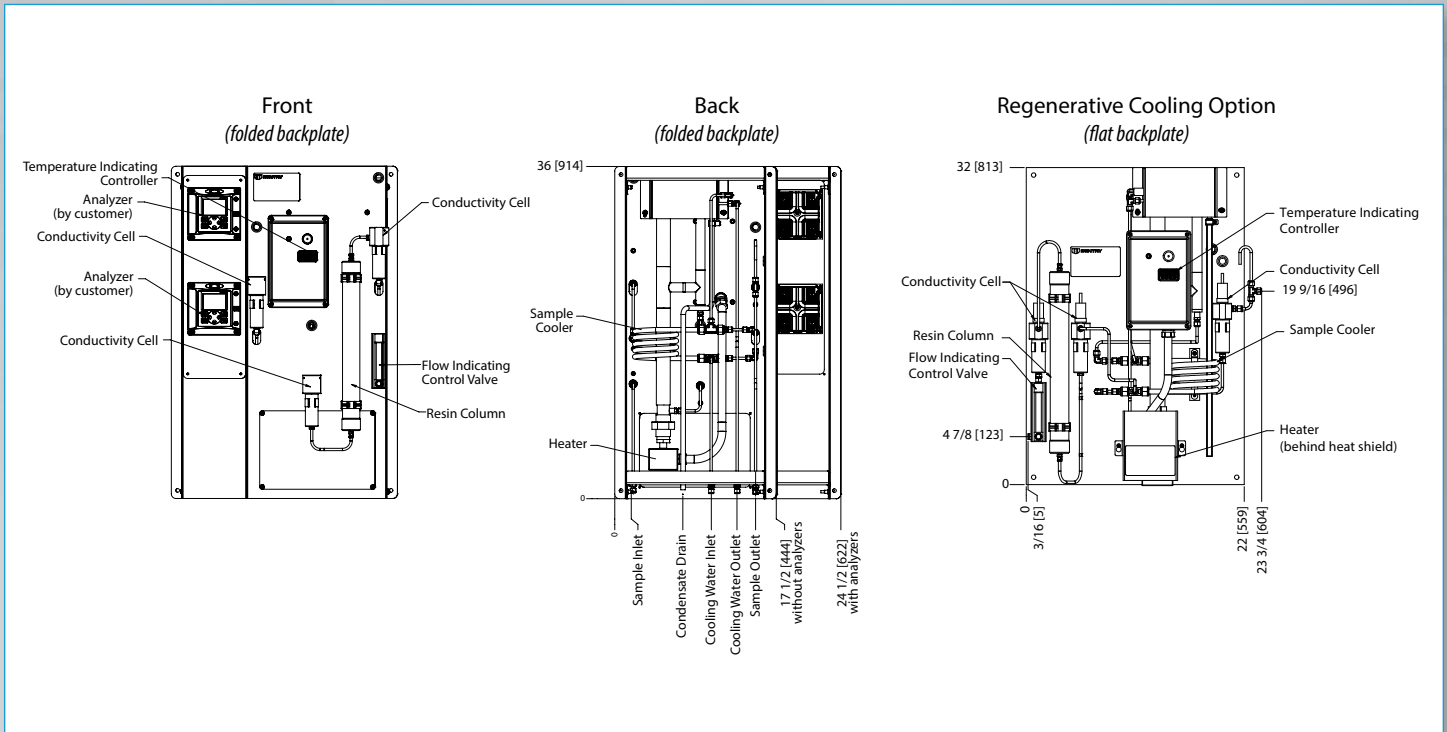 Front
(folded backplate)
Temperature Indicating
Controller
Analyzer
(by customer)
Conductivity Cell
Analyzer
(by customer)
Conductivity Cell
Conductivity Cell
Flow Indicating
Control Valve
Resin Column
SENTRY
Back
(folded backplate)
36 [914]
Sample
Cooler
Heater
0
0
Sample Inlet
Condensate Drain
Cooling Water Inlet
Cooling Water Outlet
Sample Outlet
17 1/2 [444]
without analyzers
24 1/2 [622]
with analyzers
Regenerative Cooling Option
(flat backplate)
32 [813]
Conductivity Cell
Resin Column
Flow Indicating
Control Valve
4 7/8 [123]
0
Temperature Indicating
Controller
Conductivity Cell
19 9/16 [496]
Sample Cooler
Heater
(behind heat shield)
0
3/16 [5]
22 [559]
23 3/4 [604]